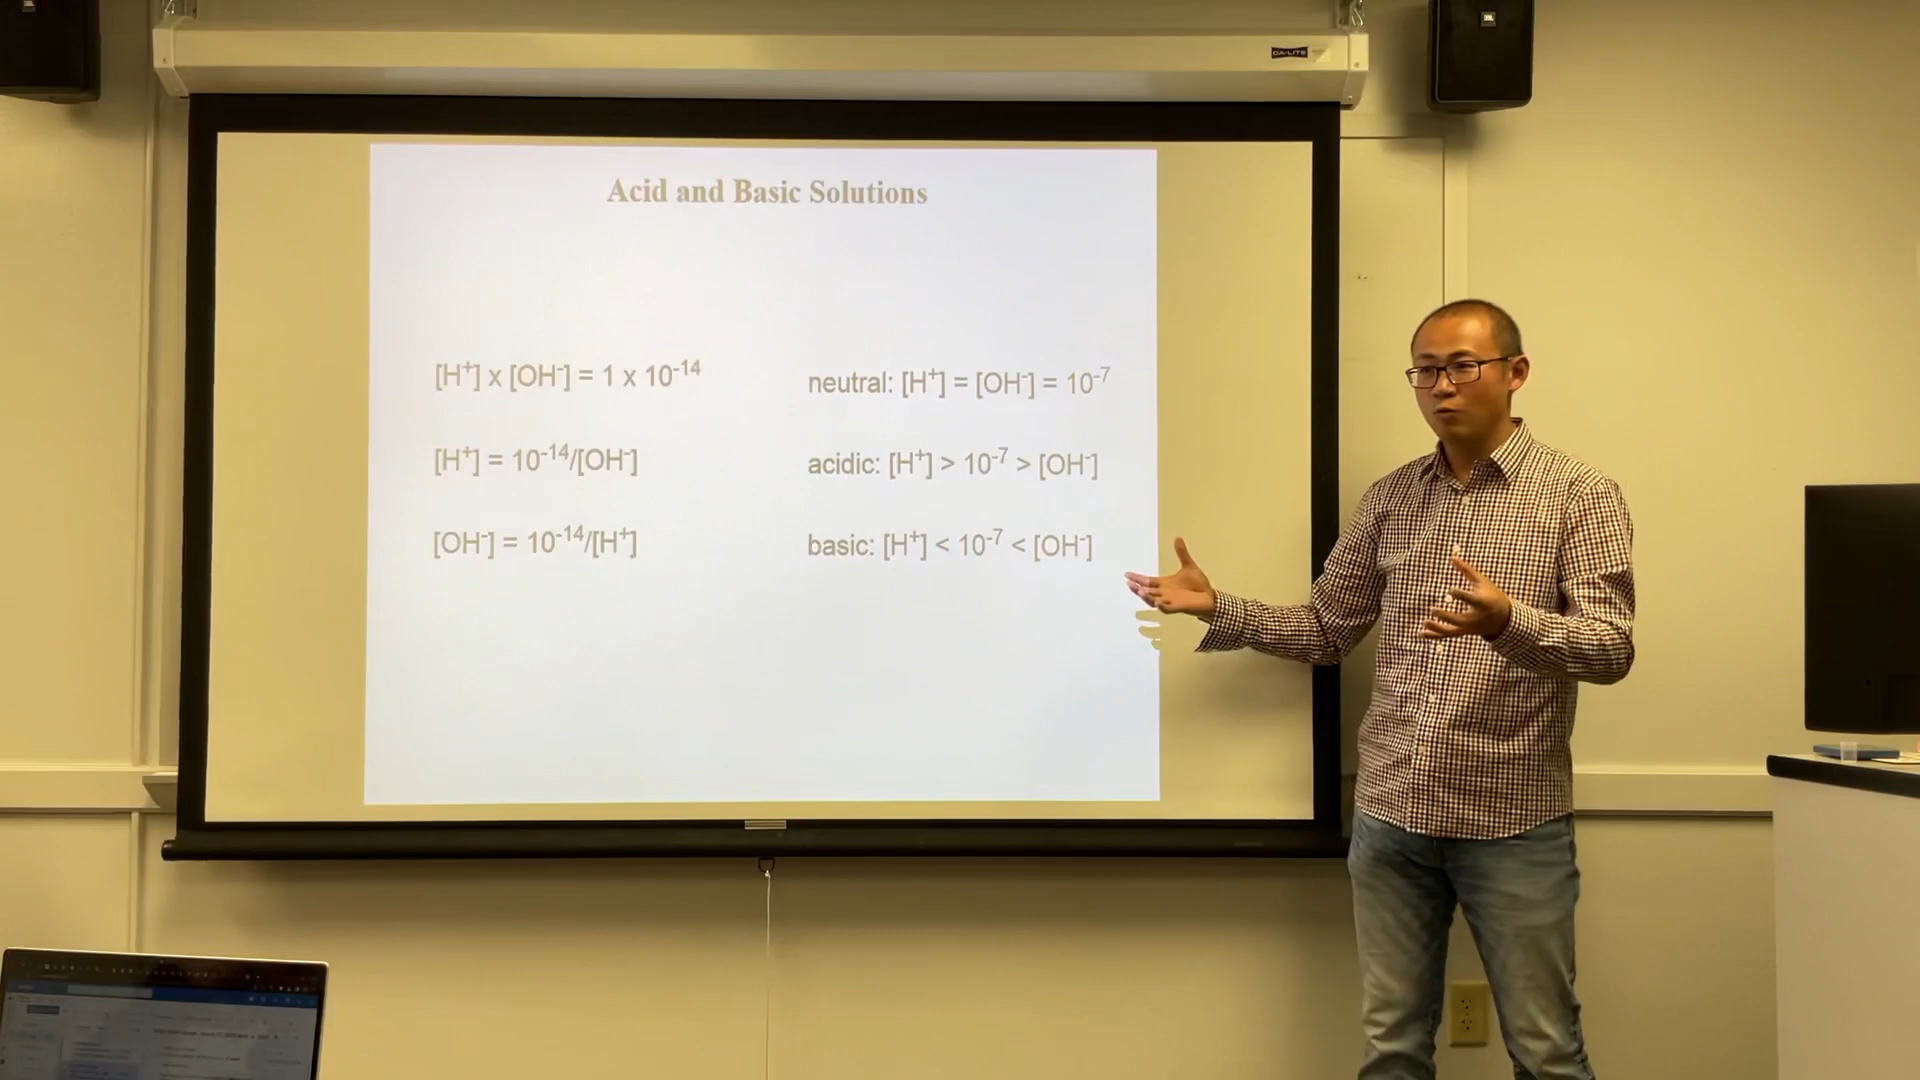 DA-LITE
JBL
Acid and Basic Solutions
[H⁺] x [OH⁻] = 1 x 10⁻¹⁴
[H⁺] = 10⁻¹⁴/[OH⁻]
[OH⁻] = 10⁻¹⁴/[H⁺]
neutral: [H⁺] = [OH⁻] = 10⁻⁷
acidic: [H⁺] > 10⁻⁷ > [OH⁻]
basic: [H⁺] < 10⁻⁷ < [OH⁻]